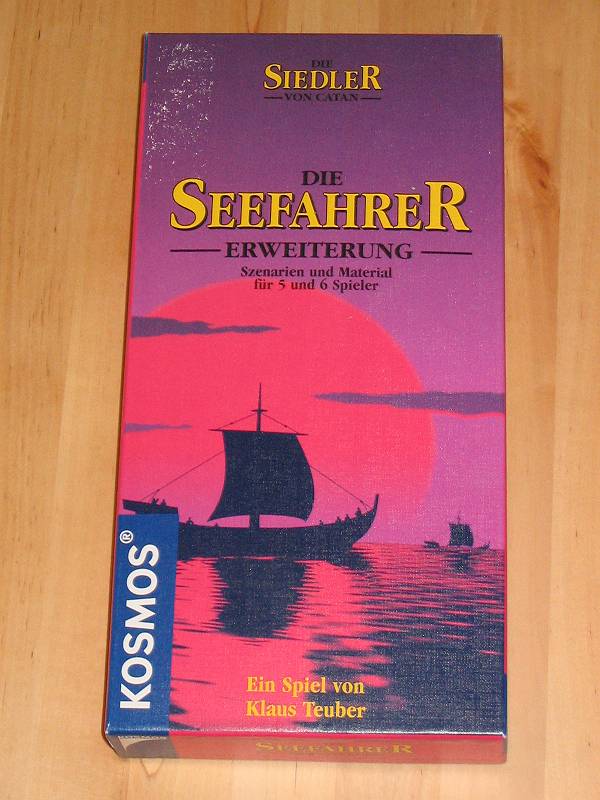 DIE
SIEDLER
VON CATAN
DIE
SEEFAHRER
ERWEITERUNG
Szenarien und Material
für 5 und 6 Spieler
KOSMOS®
Ein Spiel von
Klaus Teuber
SEEFAHRER